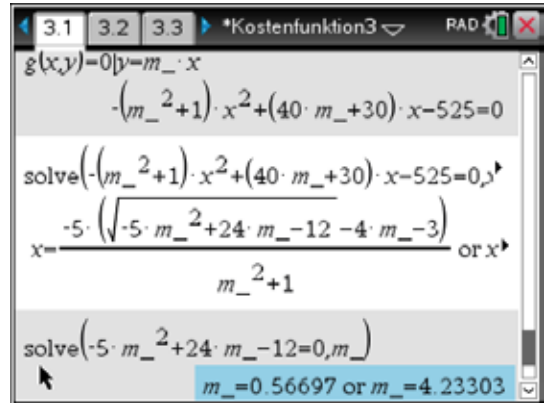 3.1 3.2 3.3 *Kostenfunktion3 RAD
g(x,y)=0|y=m_·x
-(m_²+1)·x²+(40·m_+30)·x-525=0
solve(-(m_²+1)·x²+(40·m_+30)·x-525=0,
x=(-5·(√(-5·m_²+24·m_-12)-4·m_-3))/(m_²+1) or x
solve(-5·m_²+24·m_-12=0,m_)
m_=0.56697 or m_=4.23303